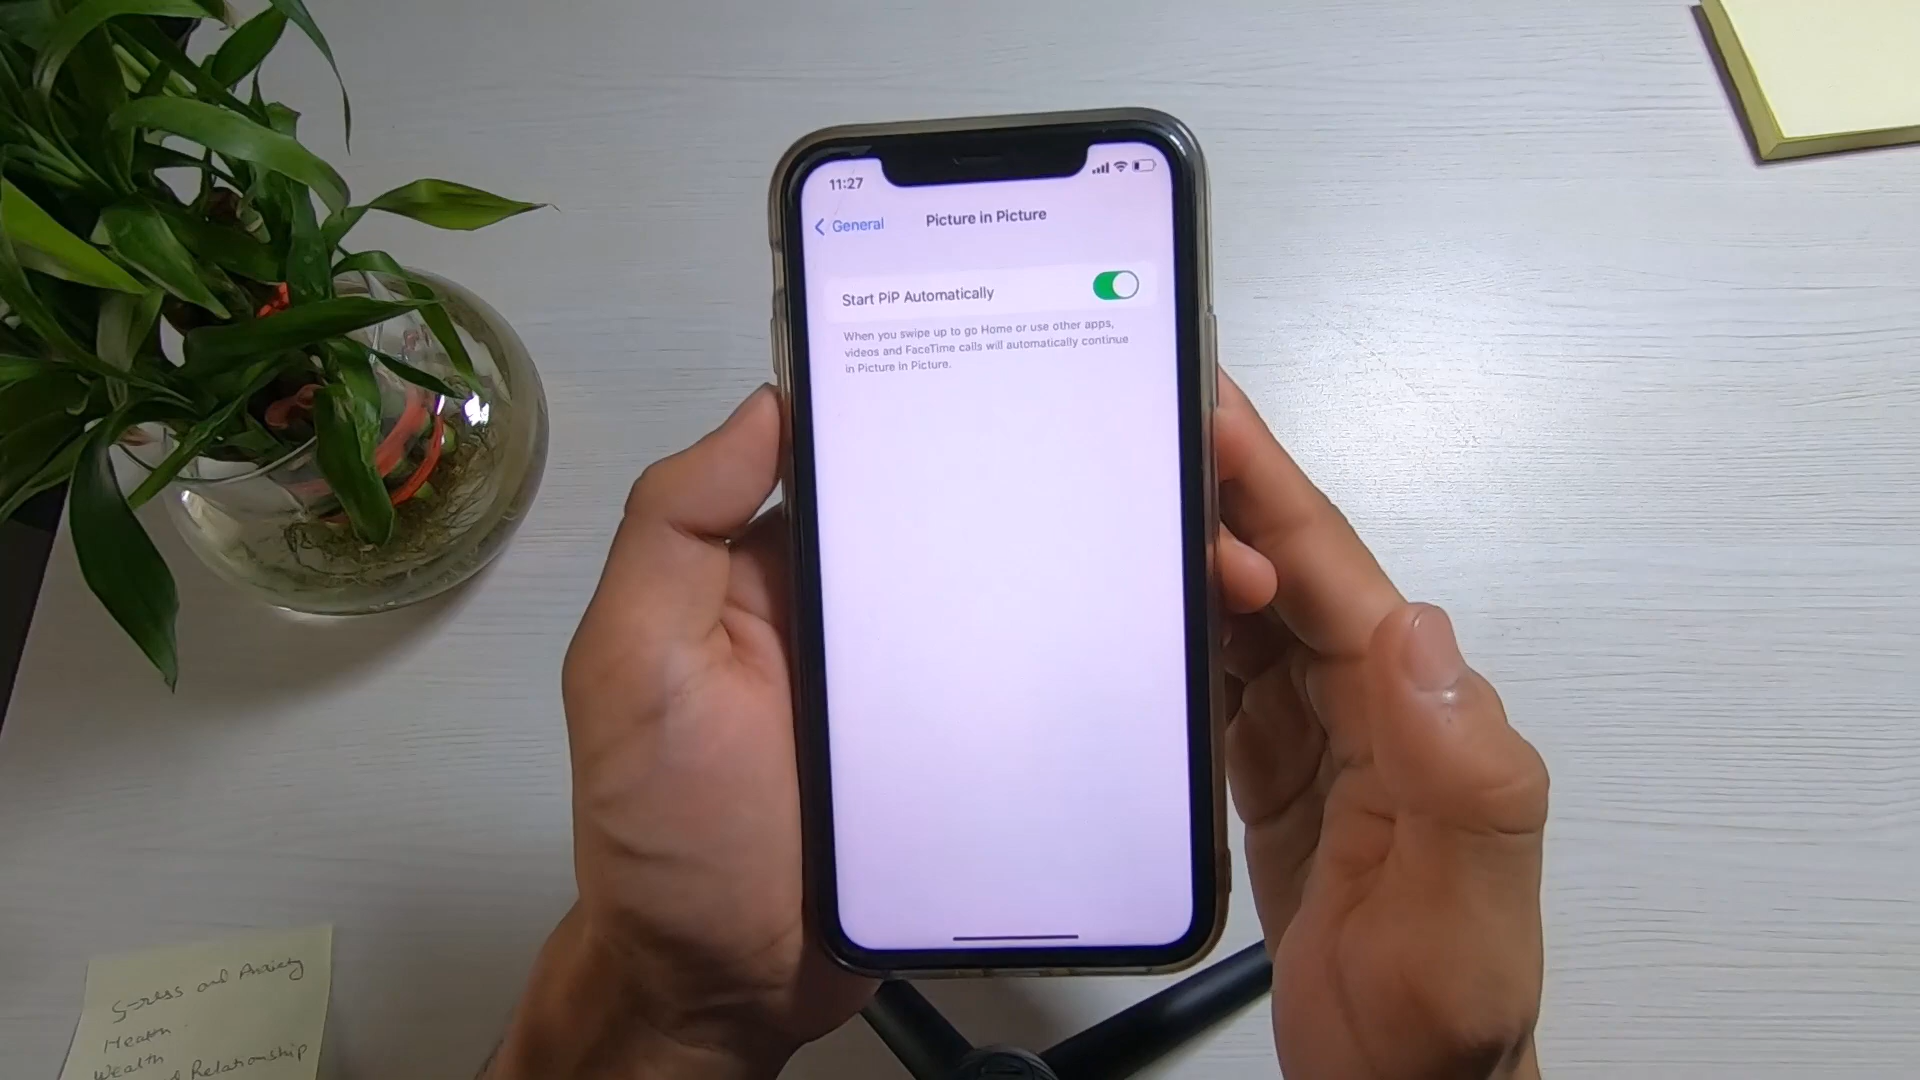 11:27
General
Picture in Picture
Start PiP Automatically
When you swipe up to go Home or use other apps,
videos and FaceTime calls will automatically continue
in Picture in Picture.
Stress and Anxiety
Health
Wealth
Relationship